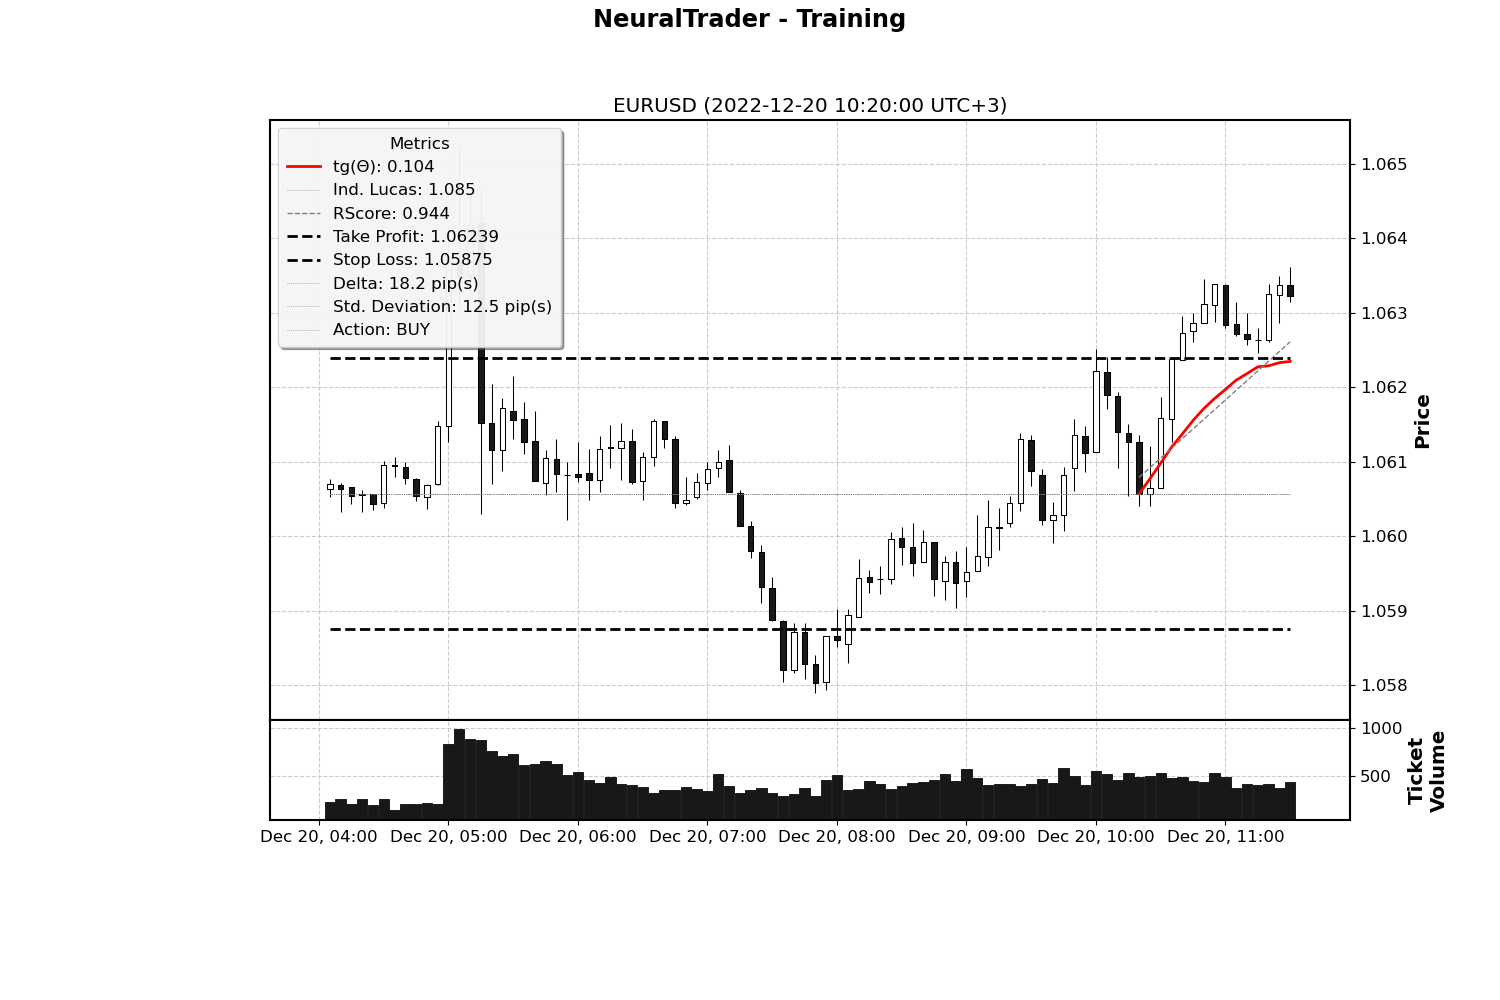 NeuralTrader - Training
EURUSD (2022-12-20 10:20:00 UTC+3)
Metrics
tg(Θ): 0.104
Ind. Lucas: 1.085
RScore: 0.944
Take Profit: 1.06239
Stop Loss: 1.05875
Delta: 18.2 pip(s)
Std. Deviation: 12.5 pip(s)
Action: BUY
1.065
1.064
1.063
1.062
1.061
1.060
1.059
1.058
Price
1000
500
Ticket
Volume
Dec 20, 04:00 Dec 20, 05:00 Dec 20, 06:00 Dec 20, 07:00 Dec 20, 08:00 Dec 20, 09:00 Dec 20, 10:00 Dec 20, 11:00